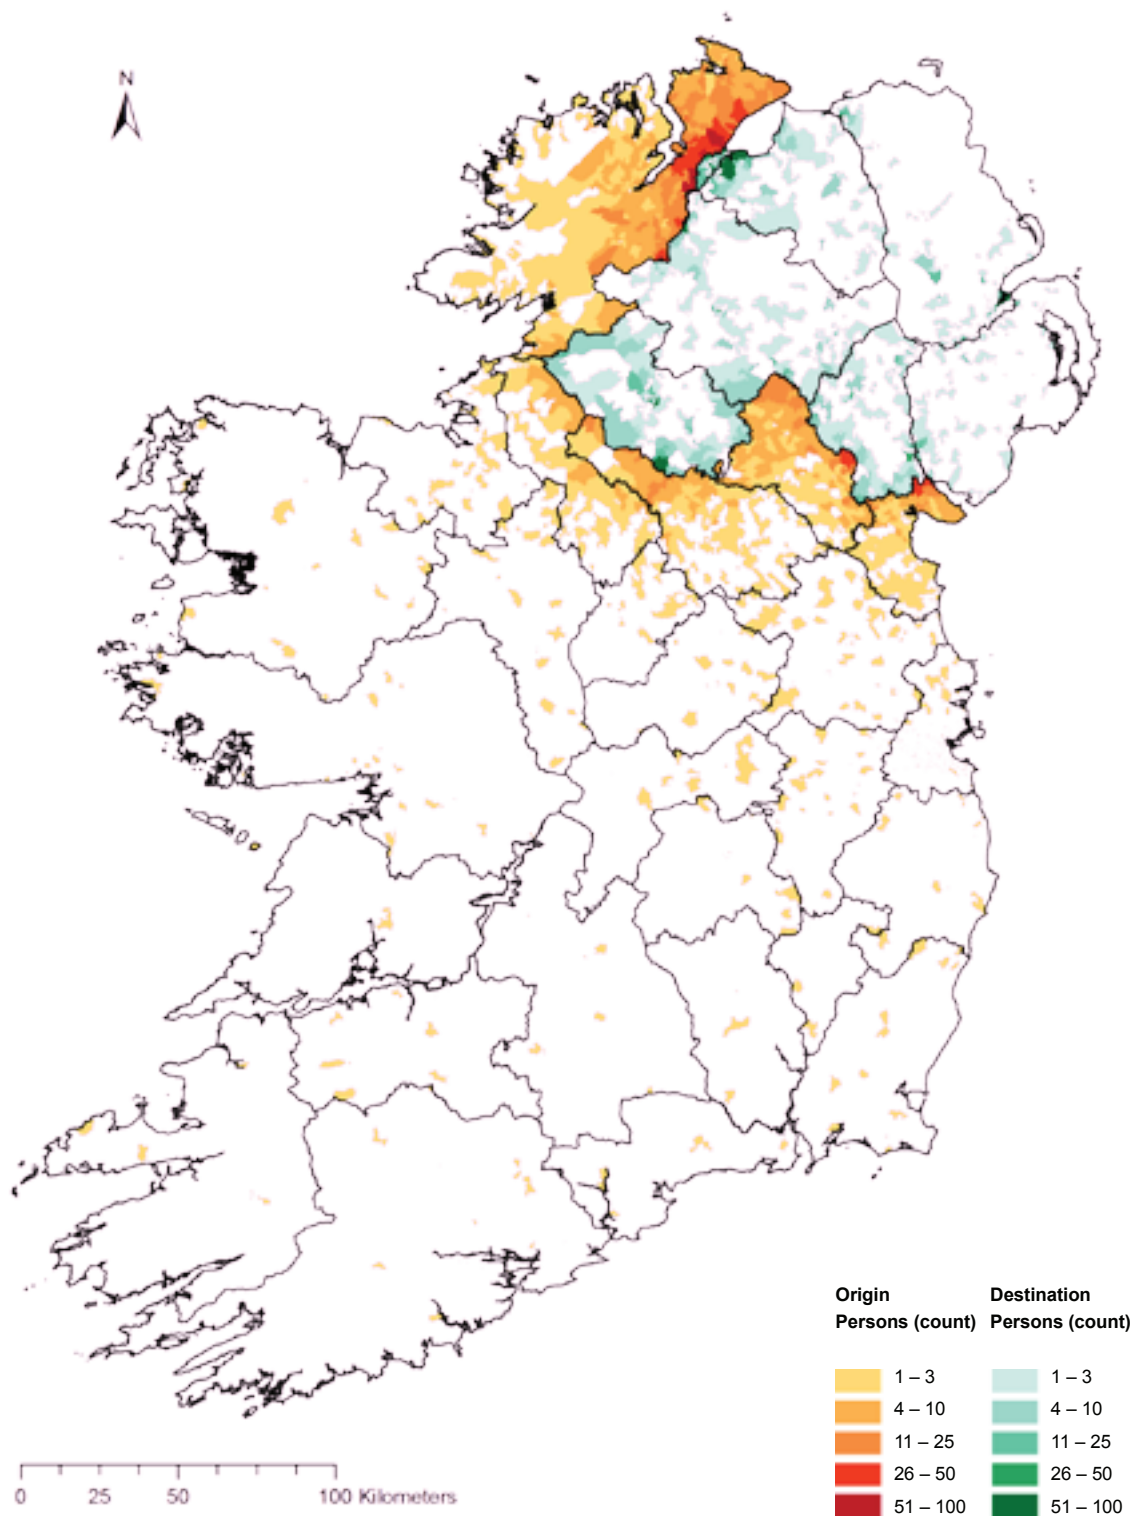 N
Origin Destination
Persons (count) Persons (count)
1 – 3 1 – 3
4 – 10 4 – 10
11 – 25 11 – 25
26 – 50 26 – 50
51 – 100 51 – 100
0 25 50 100 Kilometers